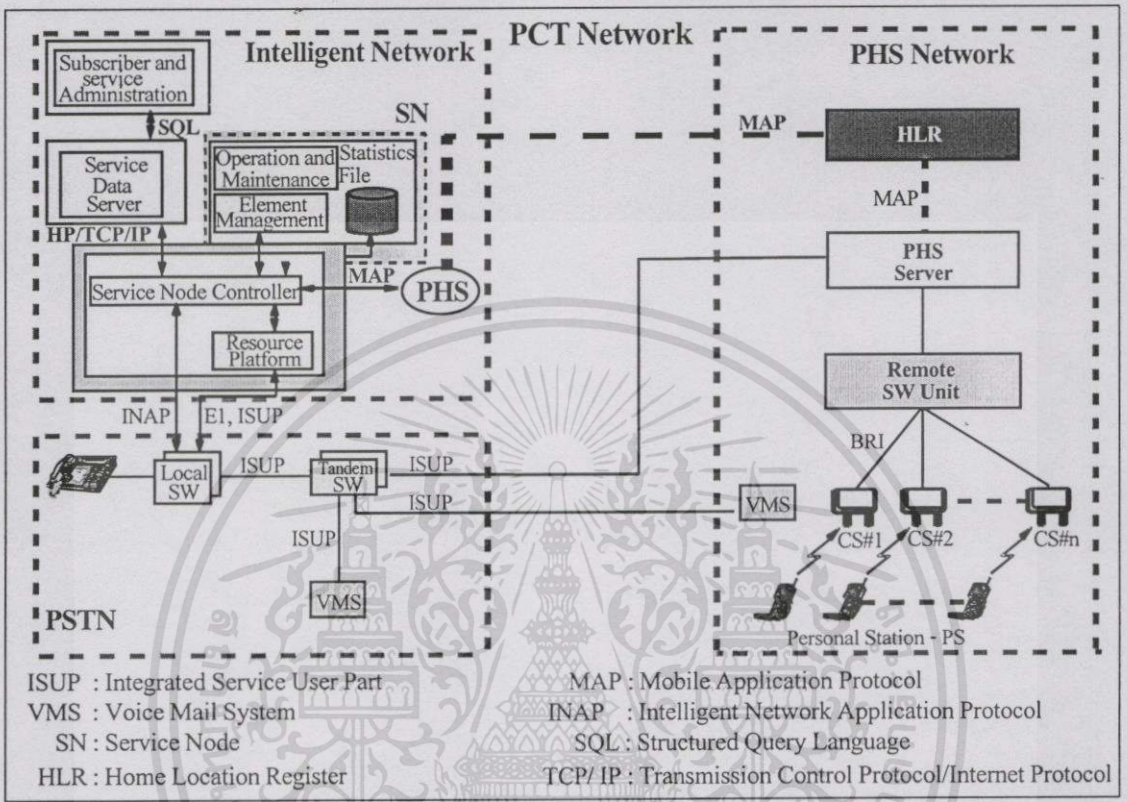 PCT Network
Intelligent Network
Subscriber and
service
Administration
SQL
Service
Data
Server
HP/TCP/IP
SN
Operation and
Maintenance
Statistics
File
Element
Management
Service Node Controller
MAP
PHS
Resource
Platform
INAP
E1, ISUP
PHS Network
MAP
HLR
MAP
PHS
Server
Remote
SW Unit
BRI
CS#1
CS#2
CS#n
Personal Station - PS
VMS
Local
SW
ISUP
Tandem
SW
ISUP
ISUP
ISUP
VMS
PSTN
ISUP : Integrated Service User Part
VMS : Voice Mail System
SN : Service Node
HLR : Home Location Register
MAP : Mobile Application Protocol
INAP : Intelligent Network Application Protocol
SQL : Structured Query Language
TCP/ IP : Transmission Control Protocol/Internet Protocol